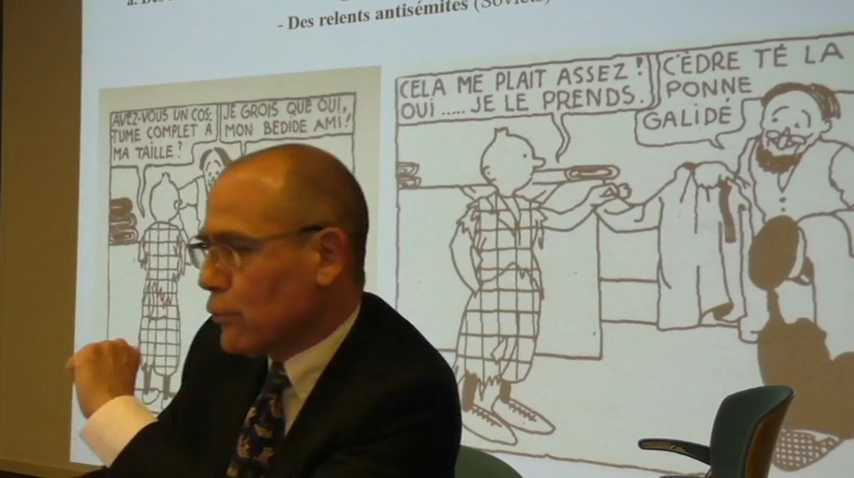 - Des relents antisémites (Soviets)
AVEZ-VOUS UN COS-
TUME COMPLET A
MA TAILLE?
JE GROIS QUE OUI,
MON BEDIDE AMI!
CELA ME PLAIT ASSEZ!
OUI ..... JE LE PRENDS.
C'ÈDRE TÉ LA
PONNE
GALIDÉ